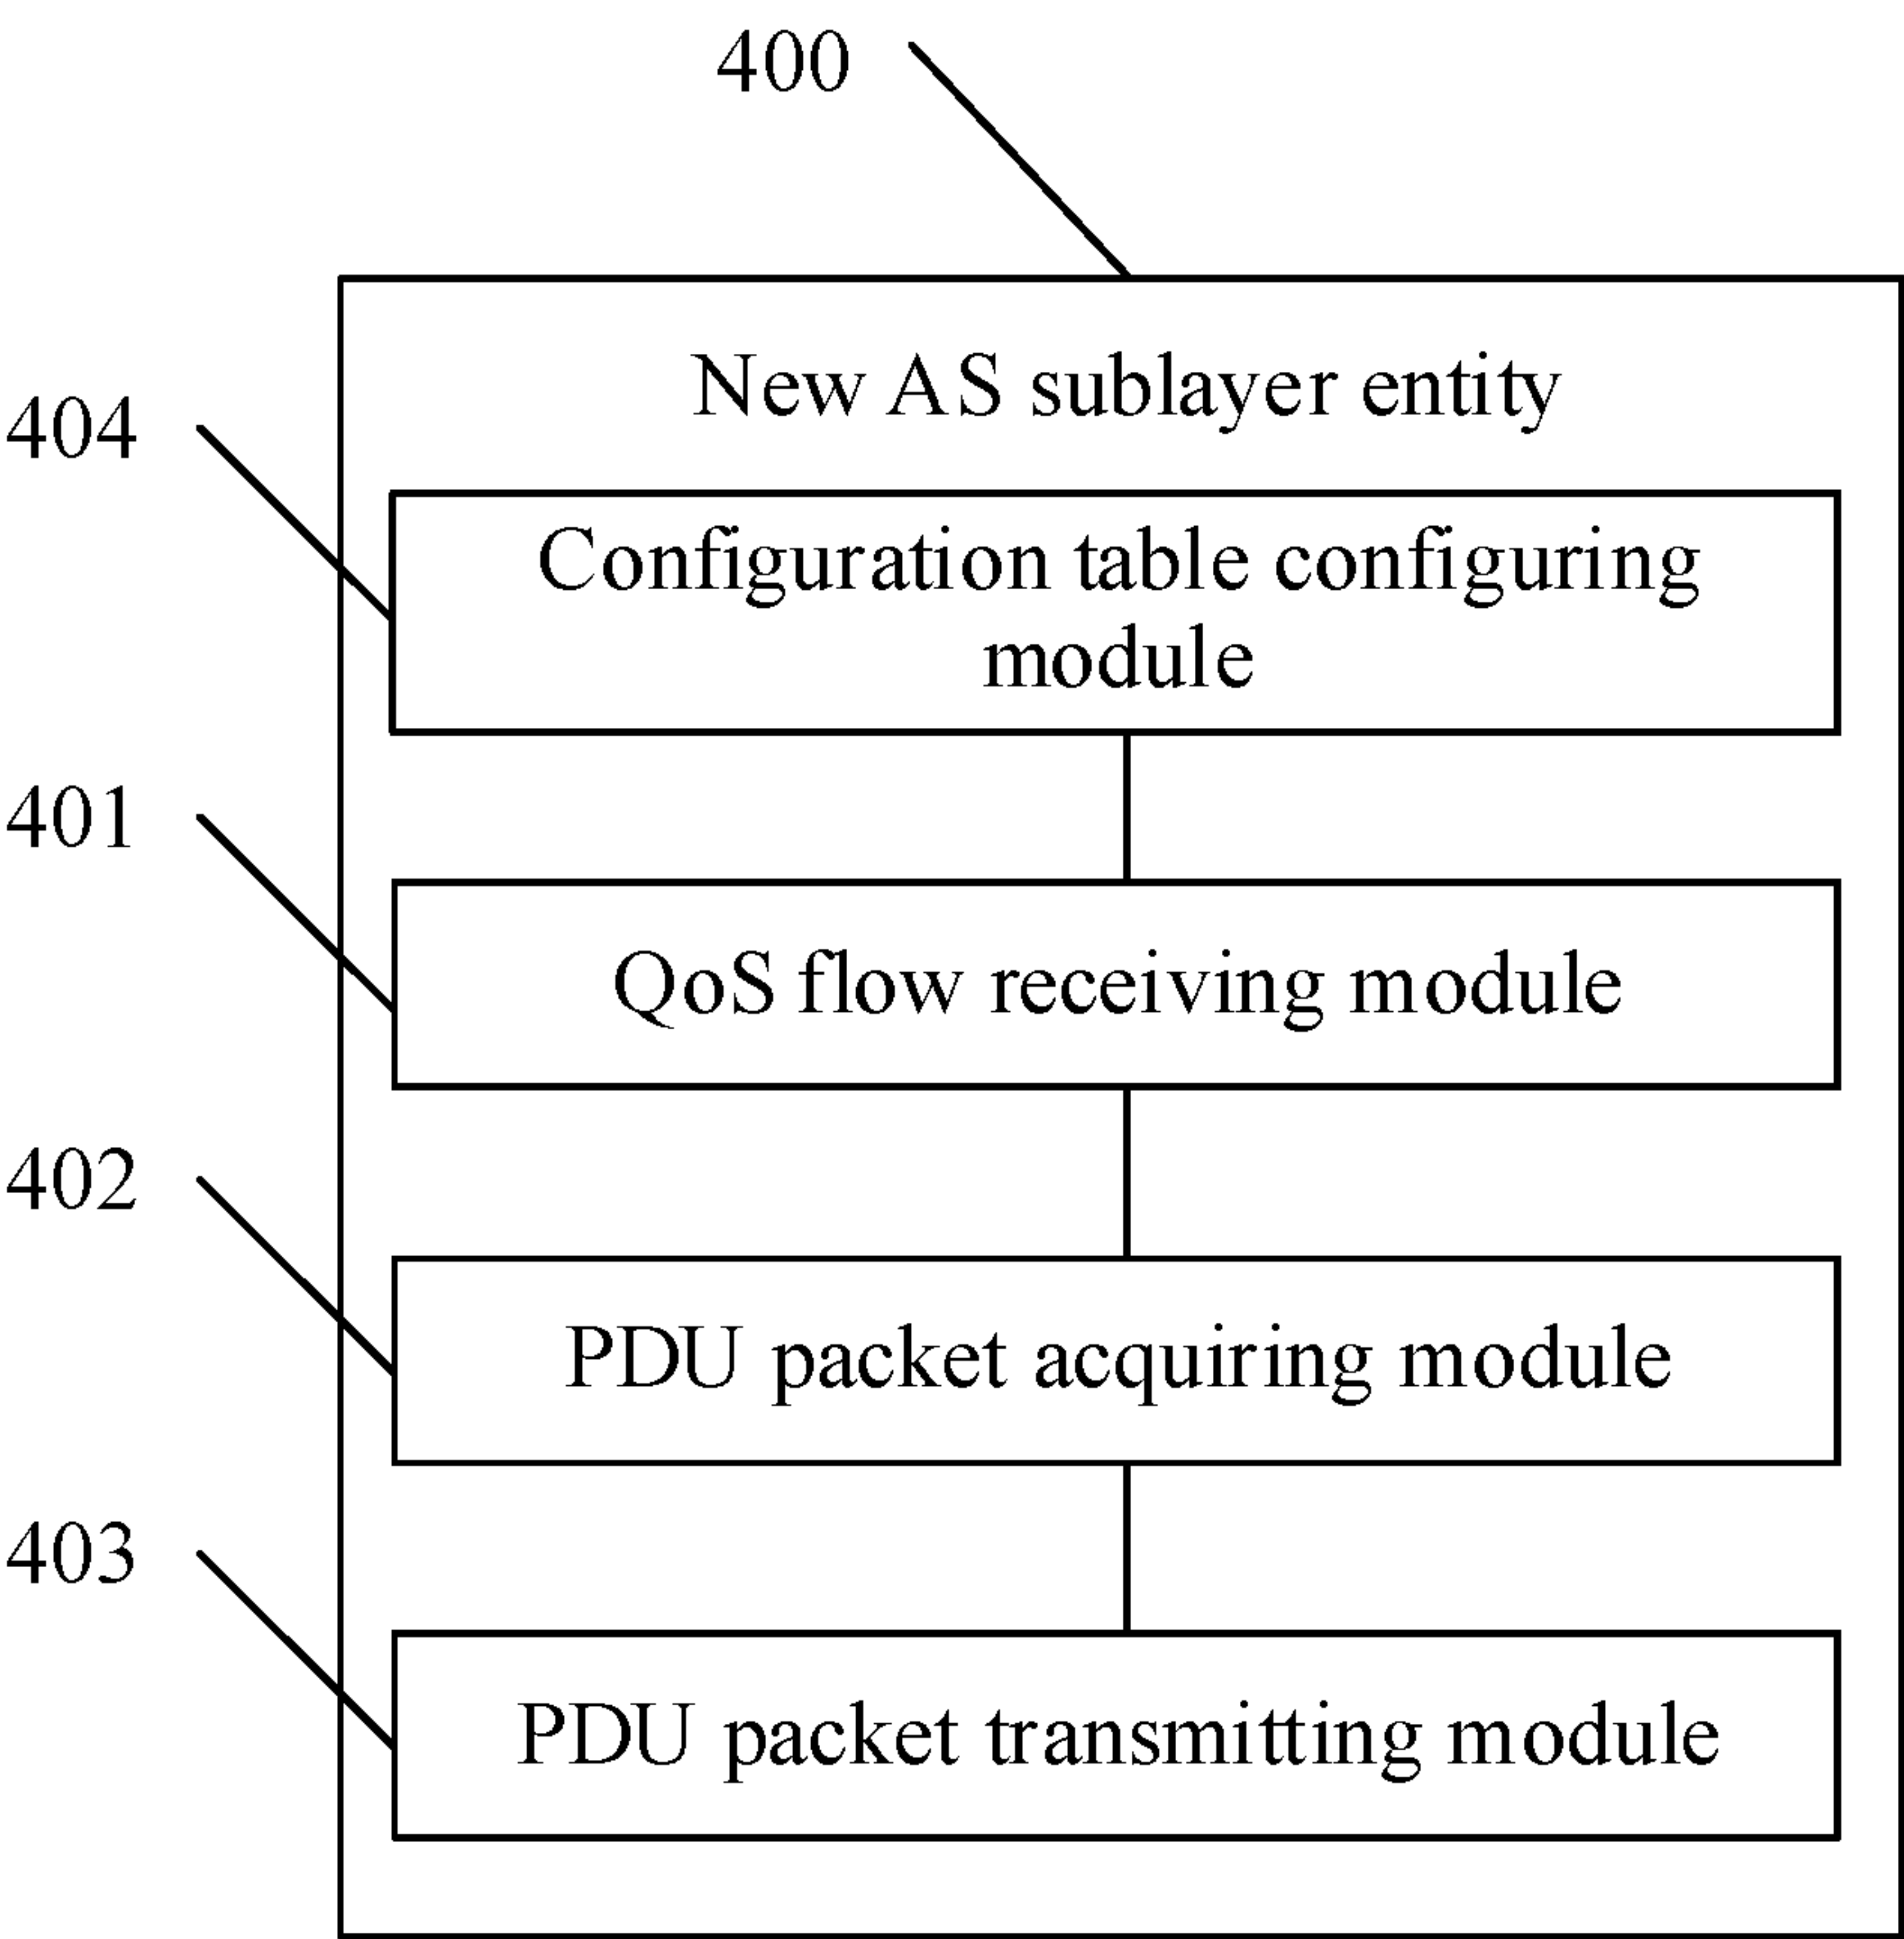 400
New AS sublayer entity
404
Configuration table configuring
module
401
QoS flow receiving module
402
PDU packet acquiring module
403
PDU packet transmitting module